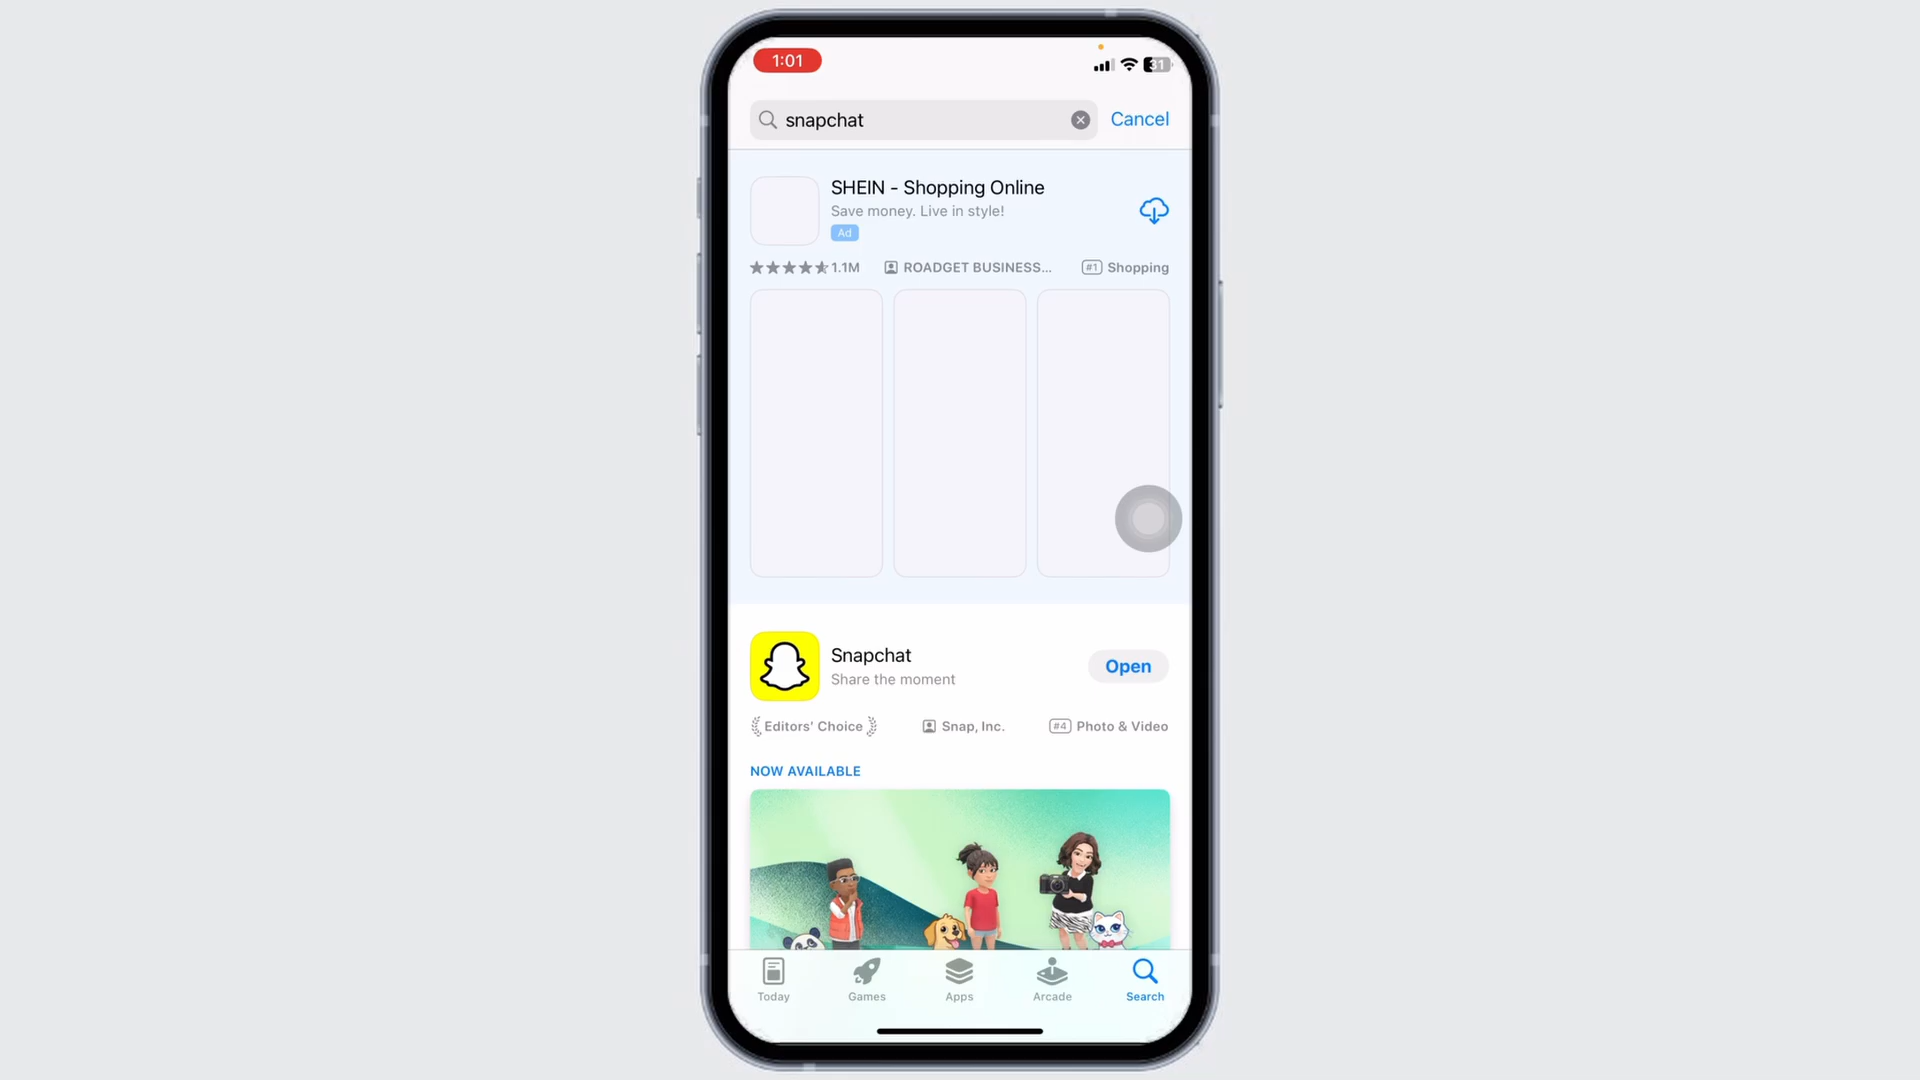 1:01
31
snapchat
Cancel
SHEIN - Shopping Online
Save money. Live in style!
Ad
1.1M
ROADGET BUSINESS...
#1 Shopping
Snapchat
Share the moment
Open
Editors' Choice
Snap, Inc.
#4 Photo & Video
NOW AVAILABLE
Today
Games
Apps
Arcade
Search